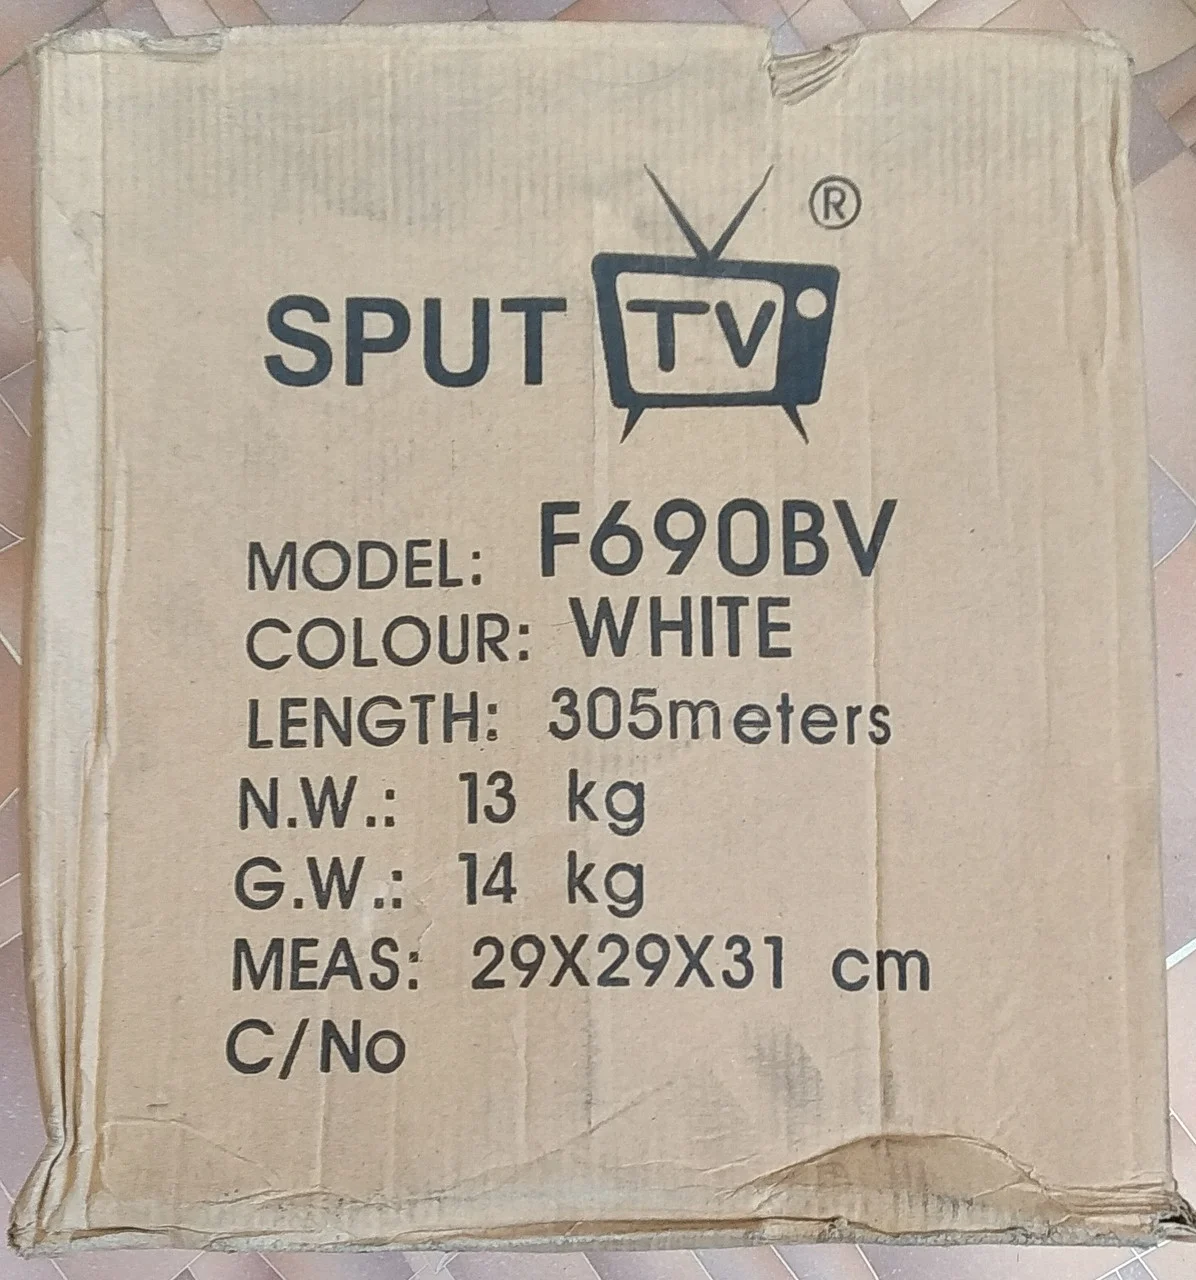 SPUT TV ®
MODEL: F690BV
COLOUR: WHITE
LENGTH: 305meters
N.W.: 13 kg
G.W.: 14 kg
MEAS: 29X29X31 cm
C/No